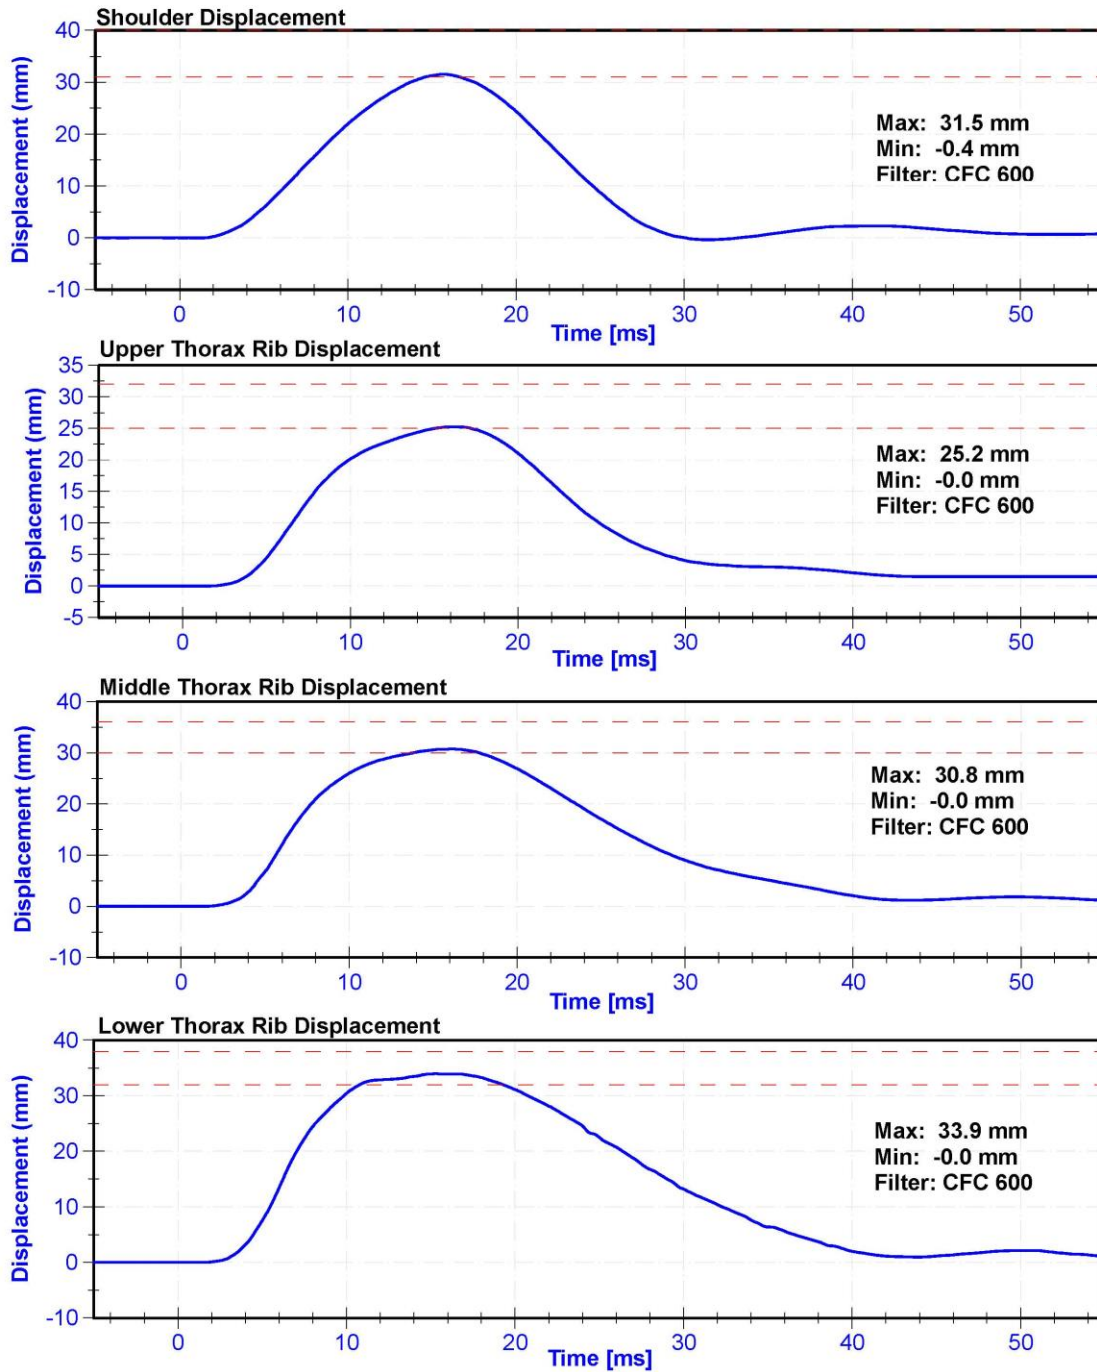 Shoulder Displacement
40
30
20
10
0
-10
Displacement (mm)
Max: 31.5 mm
Min: -0.4 mm
Filter: CFC 600
0 10 20 30 40 50
Time [ms]
Upper Thorax Rib Displacement
35
30
25
20
15
10
5
0
-5
Displacement (mm)
Max: 25.2 mm
Min: -0.0 mm
Filter: CFC 600
0 10 20 30 40 50
Time [ms]
Middle Thorax Rib Displacement
40
30
20
10
0
-10
Displacement (mm)
Max: 30.8 mm
Min: -0.0 mm
Filter: CFC 600
0 10 20 30 40 50
Time [ms]
Lower Thorax Rib Displacement
40
30
20
10
0
-10
Displacement (mm)
Max: 33.9 mm
Min: -0.0 mm
Filter: CFC 600
0 10 20 30 40 50
Time [ms]